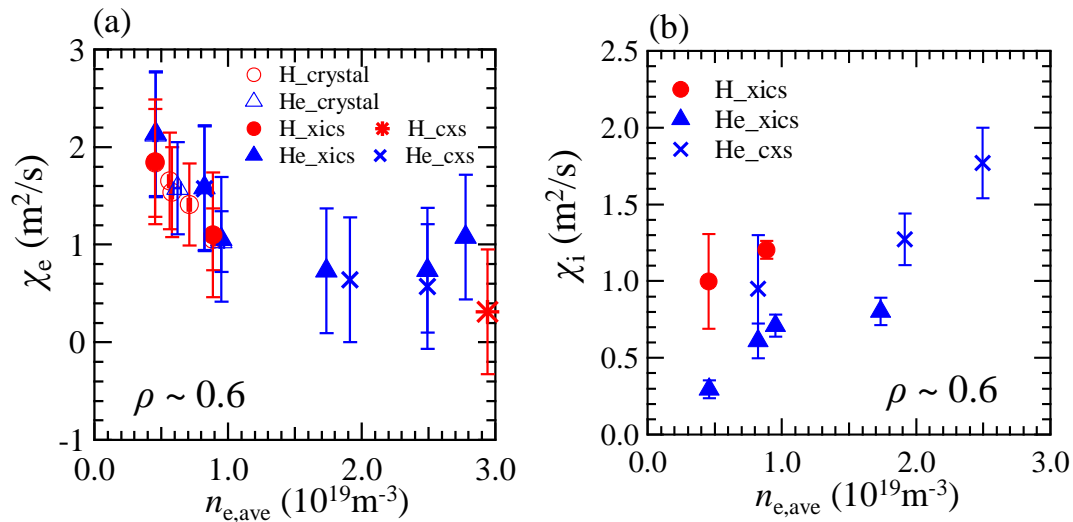 (a)
3
2
1
0
-1
χe (m²/s)
H_crystal
He_crystal
H_xics
H_cxs
He_xics
He_cxs
ρ ~ 0.6
0.0 1.0 2.0 3.0
ne,ave (10¹⁹m⁻³)
(b)
2.5
2.0
1.5
1.0
0.5
0.0
χi (m²/s)
H_xics
He_xics
He_cxs
ρ ~ 0.6
0.0 1.0 2.0 3.0
ne,ave (10¹⁹m⁻³)